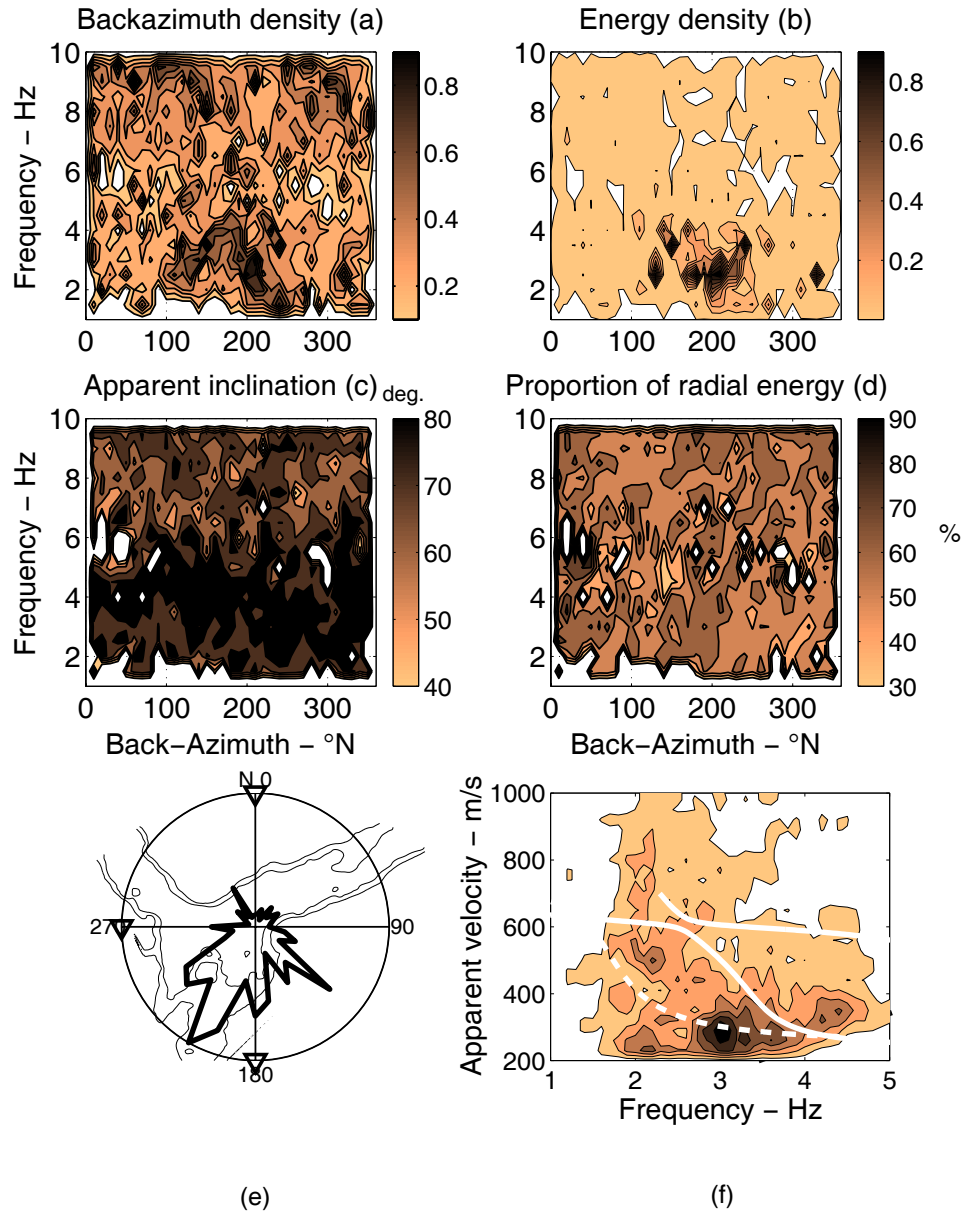 Backazimuth density (a)
Energy density (b)
Frequency – Hz
10
8
6
4
2
0 100 200 300
0.8
0.6
0.4
0.2
10
8
6
4
2
0 100 200 300
0.8
0.6
0.4
0.2
Apparent inclination (c) deg.
Proportion of radial energy (d)
Frequency – Hz
10
8
6
4
2
0 100 200 300
Back–Azimuth – °N
80
70
60
50
40
10
8
6
4
2
0 100 200 300
Back–Azimuth – °N
90
80
70
60
50
40
30
%
N 0
90
180
27
Apparent velocity – m/s
1000
800
600
400
200
1 2 3 4 5
Frequency – Hz
(e)
(f)